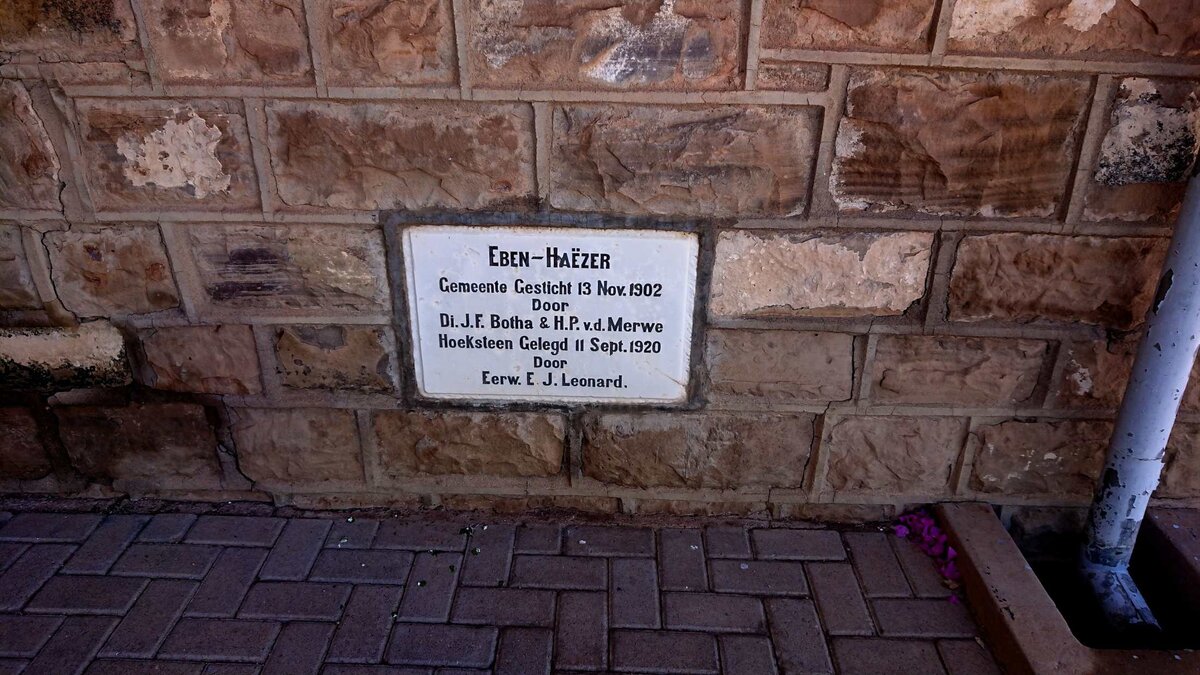 EBEN-HAËZER
Gemeente Gesticht 13 Nov. 1902
Door
Di. J.F. Botha & H.P. v.d. Merwe
Hoeksteen Gelegd 11 Sept. 1920
Door
Eerw. E. J. Leonard.